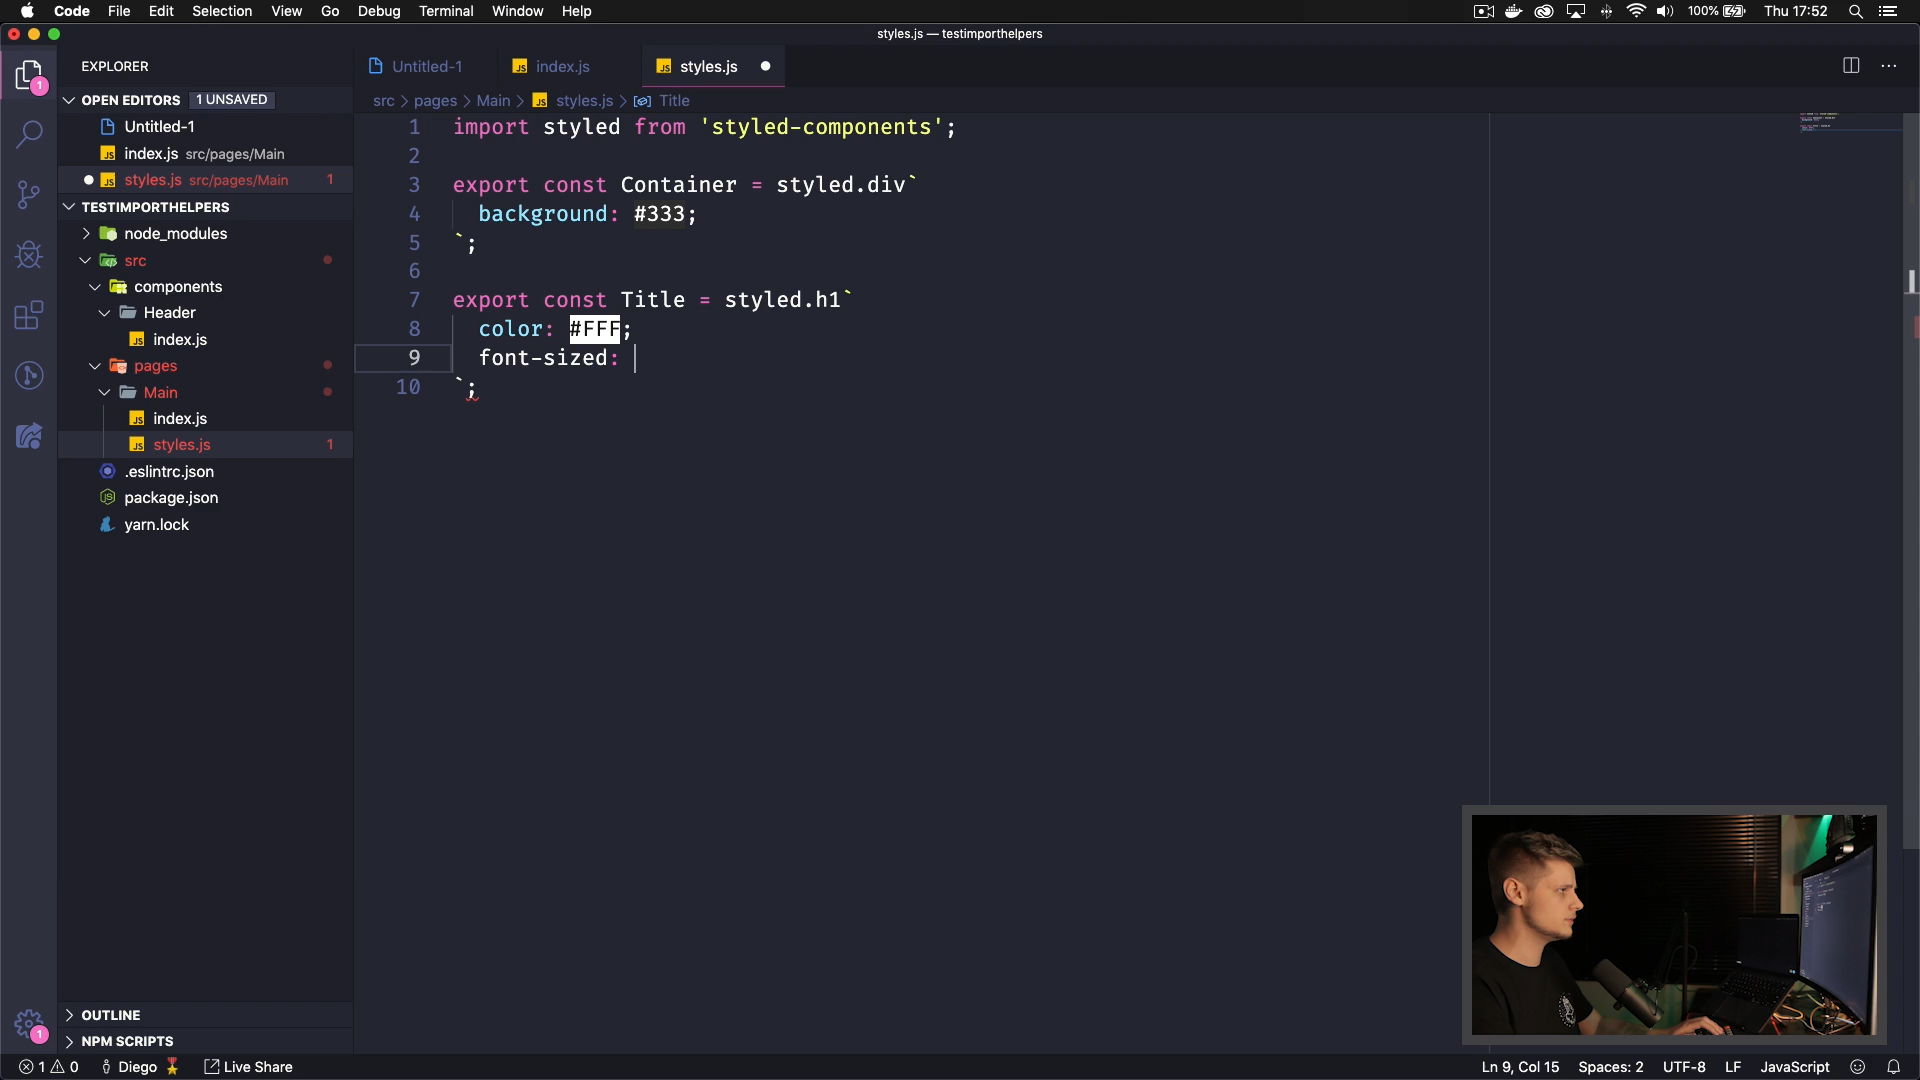 Code File Edit Selection View Go Debug Terminal Window Help 100% Thu 17:52
styles.js — testimporthelpers
EXPLORER
Untitled-1 index.js styles.js
OPEN EDITORS 1 UNSAVED
src > pages > Main > styles.js > Title
Untitled-1
index.js src/pages/Main
styles.js src/pages/Main 1
TESTIMPORTHELPERS
node_modules
src
components
Header
index.js
pages
Main
index.js
styles.js 1
.eslintrc.json
package.json
yarn.lock
OUTLINE
NPM SCRIPTS
1 import styled from 'styled-components';
2
3 export const Container = styled.div`
4 background: #333;
5 `;
6
7 export const Title = styled.h1`
8 color: #FFF;
9 font-sized:
10 `;
1 0 Diego Live Share Ln 9, Col 15 Spaces: 2 UTF-8 LF JavaScript